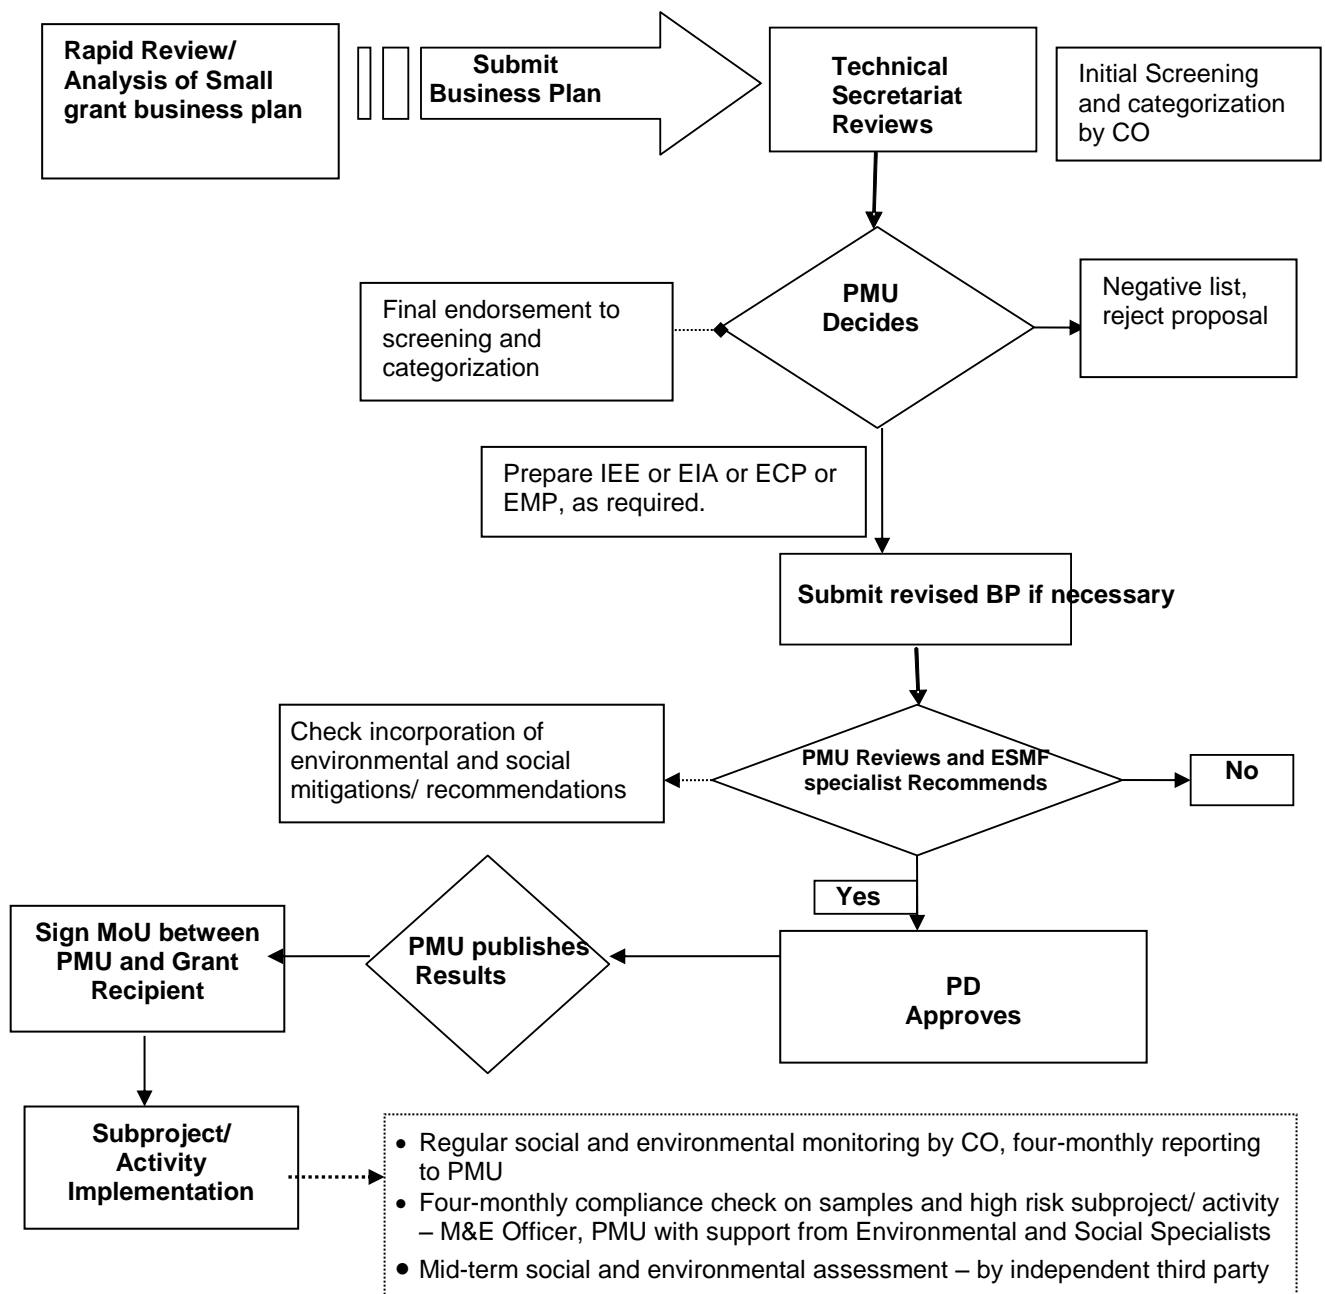 Rapid Review/
Analysis of Small
grant business plan
Submit
Business Plan
Technical
Secretariat
Reviews
Initial Screening
and categorization
by CO
Final endorsement to
screening and
categorization
PMU
Decides
Negative list,
reject proposal
Prepare IEE or EIA or ECP or
EMP, as required.
Submit revised BP if necessary
Check incorporation of
environmental and social
mitigations/ recommendations
PMU Reviews and ESMF
specialist Recommends
No
Yes
Sign MoU between
PMU and Grant
Recipient
PMU publishes
Results
PD
Approves
Subproject/
Activity
Implementation
• Regular social and environmental monitoring by CO, four-monthly reporting
to PMU
• Four-monthly compliance check on samples and high risk subproject/ activity
– M&E Officer, PMU with support from Environmental and Social Specialists
• Mid-term social and environmental assessment – by independent third party